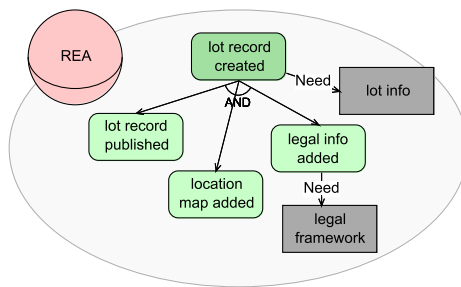 REA
lot record
created
Need
lot info
AND
lot record
published
legal info
added
location
map added
Need
legal
framework